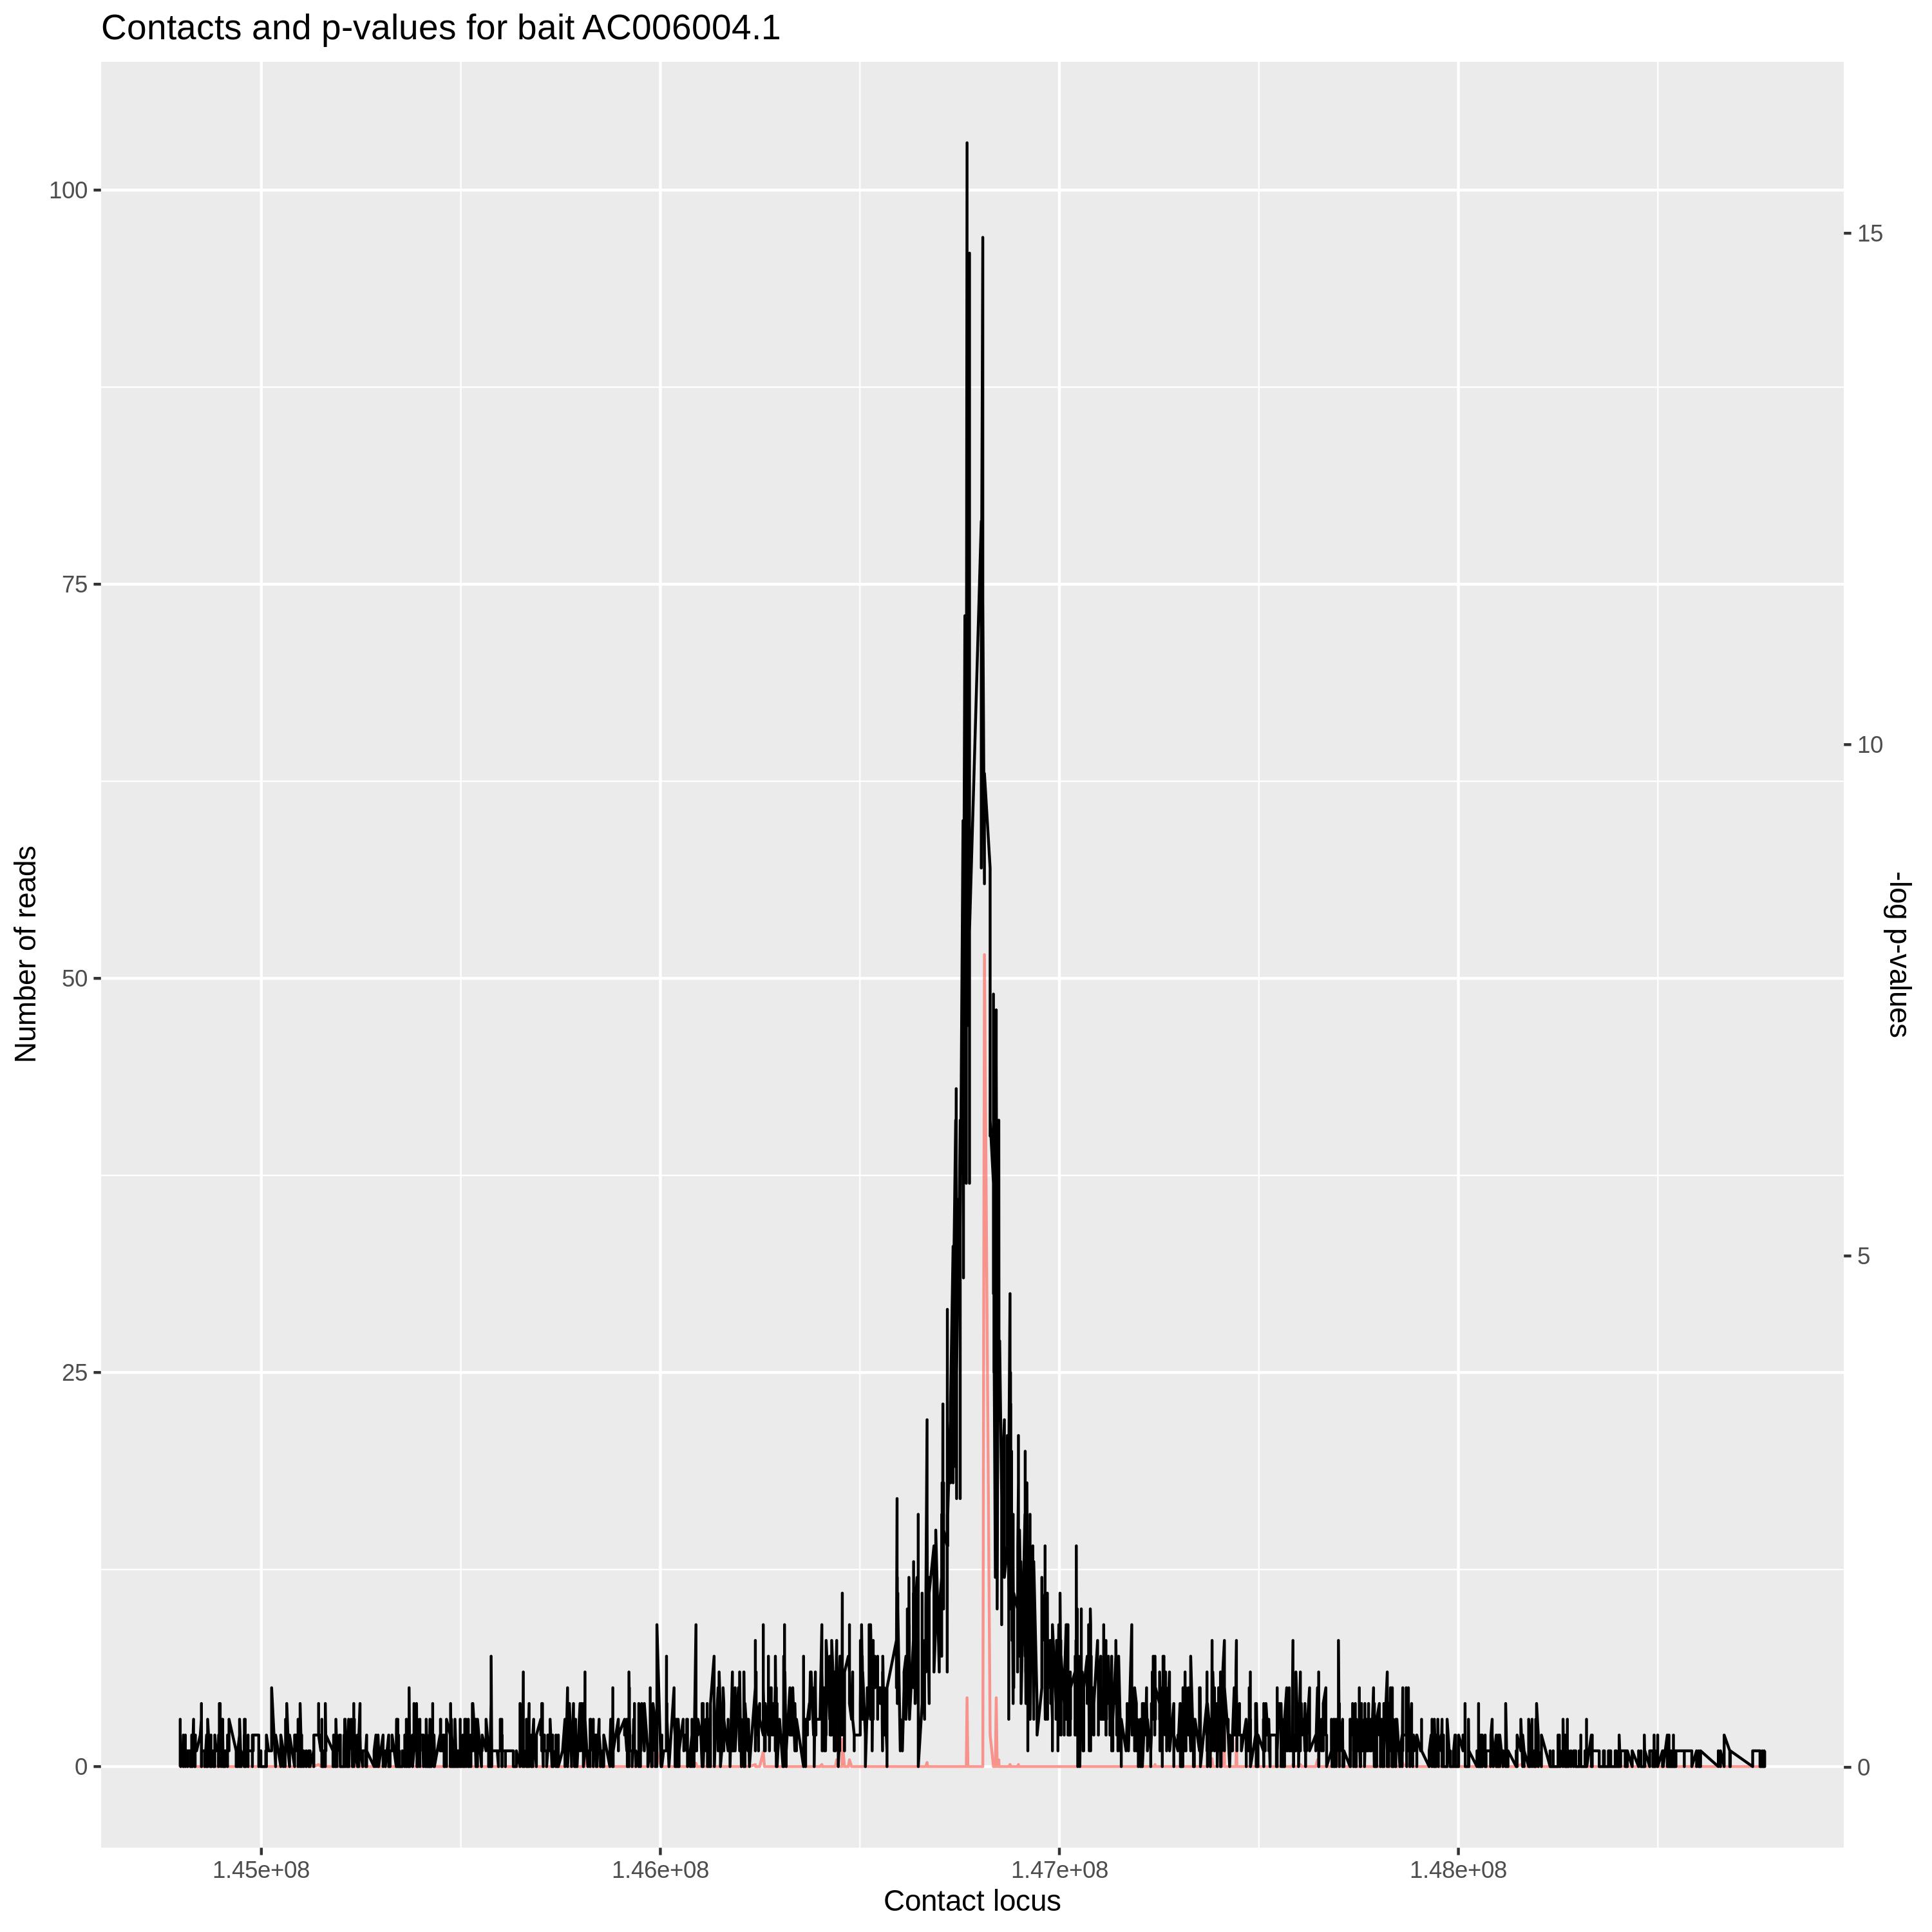 Contacts and p-values for bait AC006004.1
100
75
50
25
0
Number of reads
15
10
5
0
-log p-values
1.45e+08
1.46e+08
1.47e+08
1.48e+08
Contact locus